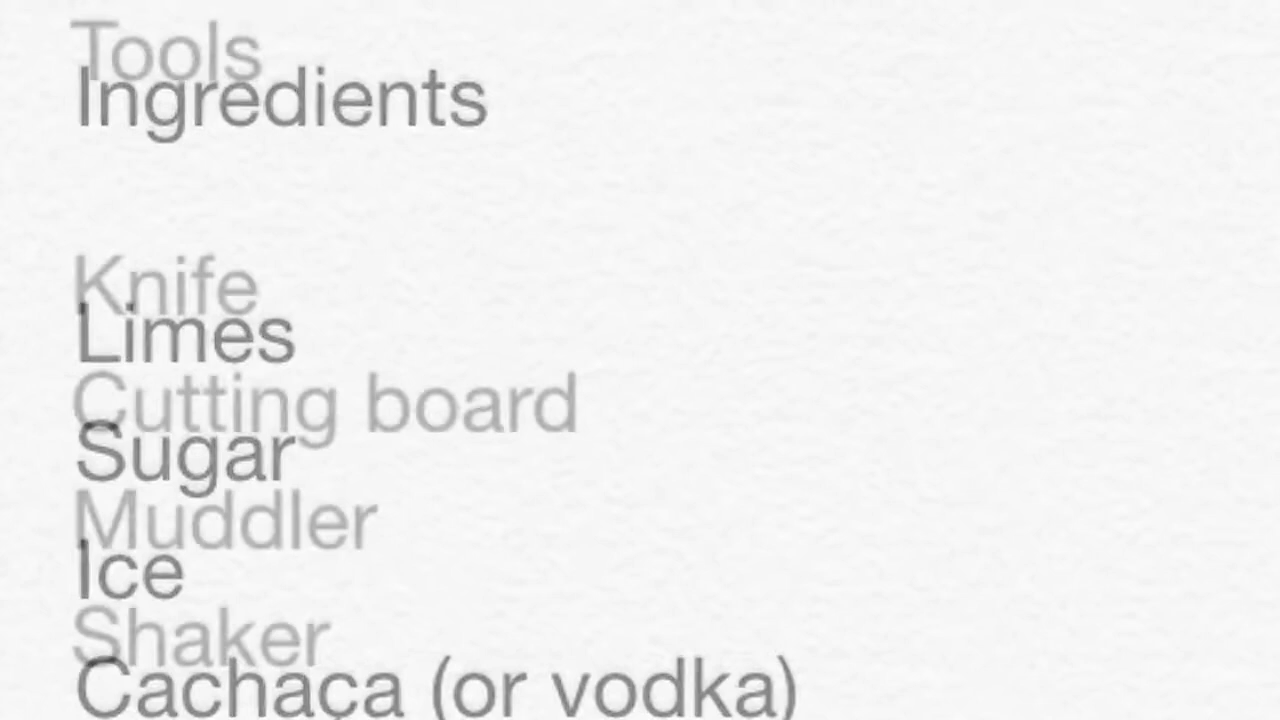 Tools
Ingredients
Knife
Limes
Cutting board
Sugar
Muddler
Ice
Shaker
Cachaça (or vodka)